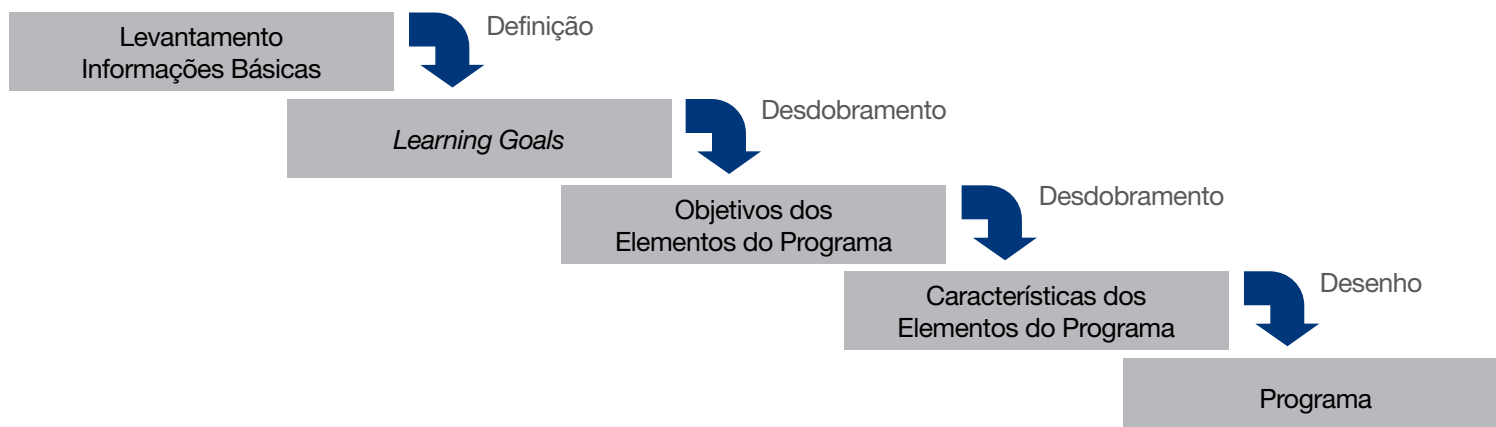 Levantamento
Informações Básicas
Definição
Learning Goals
Desdobramento
Objetivos dos
Elementos do Programa
Desdobramento
Características dos
Elementos do Programa
Desenho
Programa